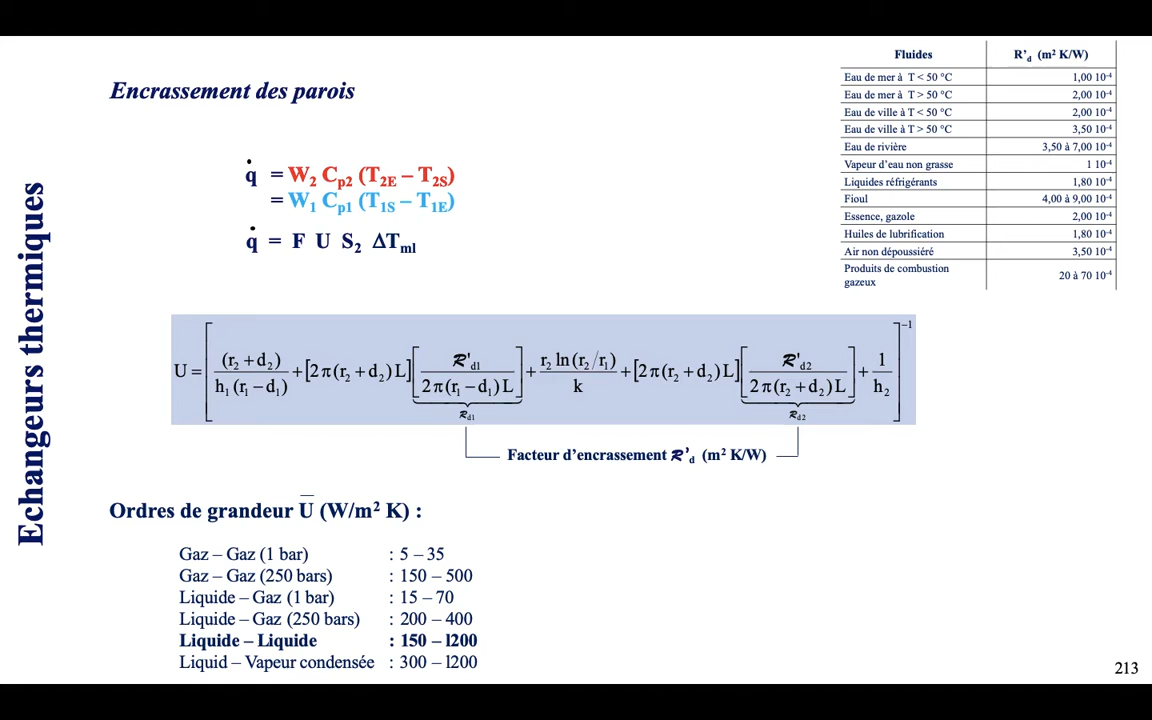 Echangeurs thermiques
Encrassement des parois
q̇ = W₂ Cp₂ (T₂E – T₂S)
= W₁ Cp₁ (T₁S – T₁E)
q̇ = F U S₂ ΔTml
Fluides R'd (m² K/W)
Eau de mer à T < 50 °C 1,00 10⁻⁴
Eau de mer à T > 50 °C 2,00 10⁻⁴
Eau de ville à T < 50 °C 2,00 10⁻⁴
Eau de ville à T > 50 °C 3,50 10⁻⁴
Eau de rivière 3,50 à 7,00 10⁻⁴
Vapeur d'eau non grasse 1 10⁻⁴
Liquides réfrigérants 1,80 10⁻⁴
Fioul 4,00 à 9,00 10⁻⁴
Essence, gazole 2,00 10⁻⁴
Huiles de lubrification 1,80 10⁻⁴
Air non dépoussiéré 3,50 10⁻⁴
Produits de combustion
gazeux 20 à 70 10⁻⁴
U = [ (r₂ + d₂) / h₁ (r₁ – d₁) + [2 π (r₂ + d₂) L] [ ℛ'd1 / 2 π (r₁ – d₁) L ] + r₂ ln (r₂ / r₁) / k + [2 π (r₂ + d₂) L] [ ℛ'd2 / 2 π (r₂ + d₂) L ] + 1 / h₂ ]⁻¹
ℛd1 ℛd2
Facteur d'encrassement ℛ'd (m² K/W)
Ordres de grandeur U̅ (W/m² K) :
Gaz – Gaz (1 bar) : 5 – 35
Gaz – Gaz (250 bars) : 150 – 500
Liquide – Gaz (1 bar) : 15 – 70
Liquide – Gaz (250 bars) : 200 – 400
Liquide – Liquide : 150 – l200
Liquid – Vapeur condensée : 300 – l200
213